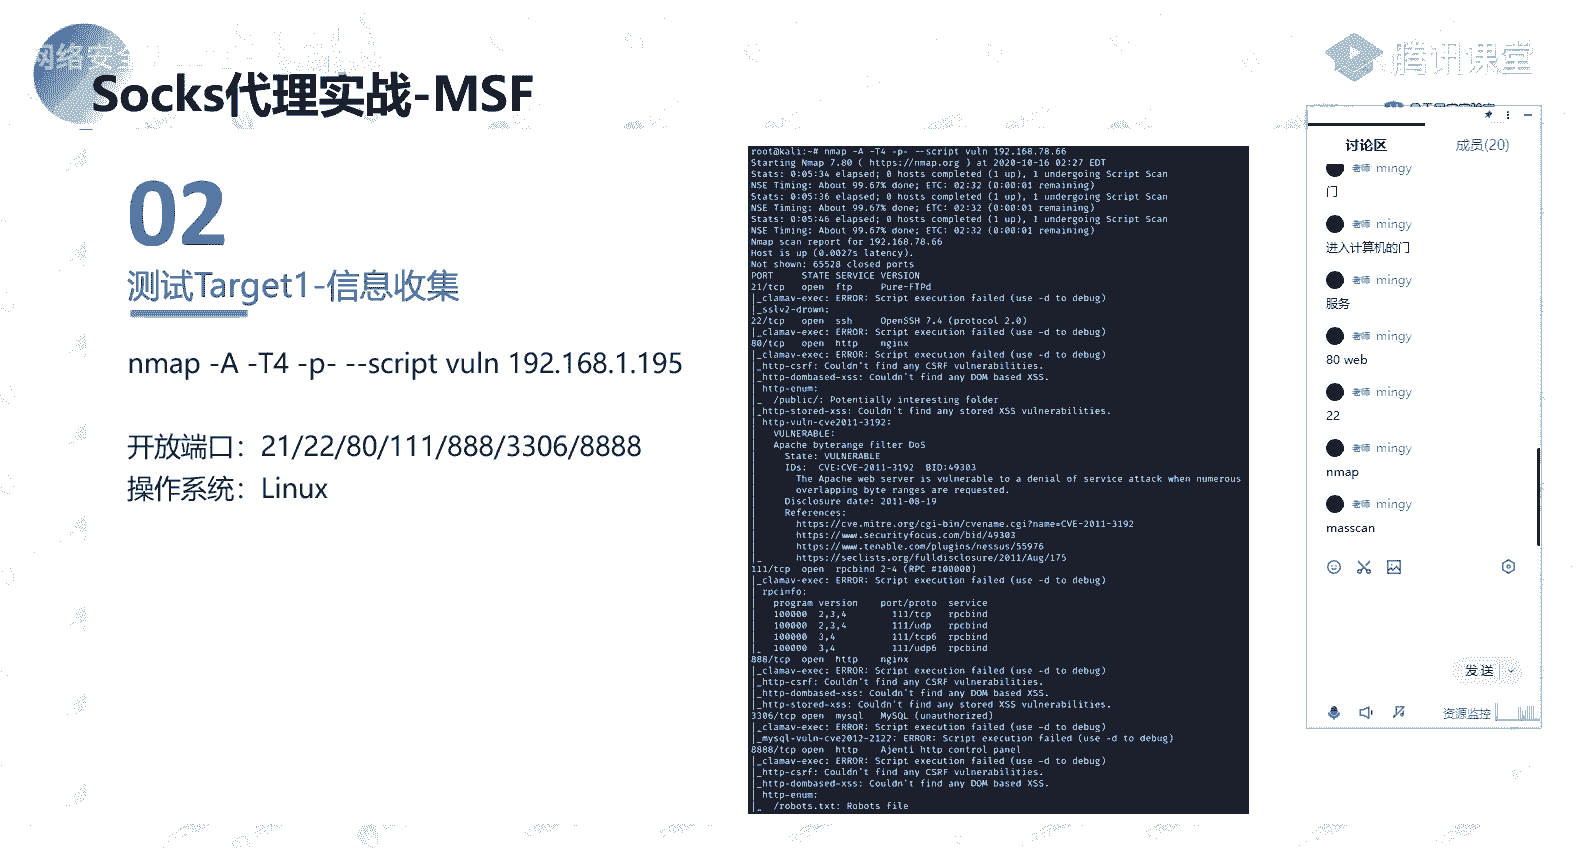 网络安全
Socks代理实战-MSF
腾讯课堂
02
测试Target1-信息收集
nmap -A -T4 -p- --script vuln 192.168.1.195
开放端口：21/22/80/111/888/3306/8888
操作系统：Linux
root@kali:~# nmap -A -T4 -p- --script vuln 192.168.78.66
Starting Nmap 7.80 ( https://nmap.org ) at 2020-10-16 02:27 EDT
Stats: 0:05:34 elapsed; 0 hosts completed (1 up), 1 undergoing Script Scan
NSE Timing: About 99.67% done; ETC: 02:32 (0:00:01 remaining)
Stats: 0:05:36 elapsed; 0 hosts completed (1 up), 1 undergoing Script Scan
NSE Timing: About 99.67% done; ETC: 02:32 (0:00:01 remaining)
Stats: 0:05:46 elapsed; 0 hosts completed (1 up), 1 undergoing Script Scan
NSE Timing: About 99.67% done; ETC: 02:32 (0:00:01 remaining)
Nmap scan report for 192.168.78.66
Host is up (0.0027s latency).
Not shown: 65528 closed ports
PORT STATE SERVICE VERSION
21/tcp open ftp Pure-FTPd
|_clamav-exec: ERROR: Script execution failed (use -d to debug)
|_sslv2-drown:
22/tcp open ssh OpenSSH 7.4 (protocol 2.0)
|_clamav-exec: ERROR: Script execution failed (use -d to debug)
80/tcp open http nginx
|_clamav-exec: ERROR: Script execution failed (use -d to debug)
|_http-csrf: Couldn't find any CSRF vulnerabilities.
|_http-dombased-xss: Couldn't find any DOM based XSS.
| http-enum:
|_ /public/: Potentially interesting folder
|_http-stored-xss: Couldn't find any stored XSS vulnerabilities.
| http-vuln-cve2011-3192:
| VULNERABLE:
| Apache byterange filter DoS
| State: VULNERABLE
| IDs: CVE:CVE-2011-3192 BID:49303
| The Apache web server is vulnerable to a denial of service attack when numerous
| overlapping byte ranges are requested.
| Disclosure date: 2011-08-19
| References:
| https://cve.mitre.org/cgi-bin/cvename.cgi?name=CVE-2011-3192
| https://www.securityfocus.com/bid/49303
| https://www.tenable.com/plugins/nessus/55976
|_ https://seclists.org/fulldisclosure/2011/Aug/175
111/tcp open rpcbind 2-4 (RPC #100000)
|_clamav-exec: ERROR: Script execution failed (use -d to debug)
| rpcinfo:
| program version port/proto service
| 100000 2,3,4 111/tcp rpcbind
| 100000 2,3,4 111/udp rpcbind
| 100000 3,4 111/tcp6 rpcbind
|_ 100000 3,4 111/udp6 rpcbind
888/tcp open http nginx
|_clamav-exec: ERROR: Script execution failed (use -d to debug)
|_http-csrf: Couldn't find any CSRF vulnerabilities.
|_http-dombased-xss: Couldn't find any DOM based XSS.
|_http-stored-xss: Couldn't find any stored XSS vulnerabilities.
3306/tcp open mysql MySQL (unauthorized)
|_clamav-exec: ERROR: Script execution failed (use -d to debug)
|_mysql-vuln-cve2012-2122: ERROR: Script execution failed (use -d to debug)
8888/tcp open http Ajenti http control panel
|_clamav-exec: ERROR: Script execution failed (use -d to debug)
|_http-csrf: Couldn't find any CSRF vulnerabilities.
|_http-dombased-xss: Couldn't find any DOM based XSS.
| http-enum:
|_ /robots.txt: Robots file
讨论区 成员(20)
老师 mingy
门
老师 mingy
进入计算机的门
老师 mingy
服务
老师 mingy
80 web
老师 mingy
22
老师 mingy
nmap
老师 mingy
masscan
发送
资源监控